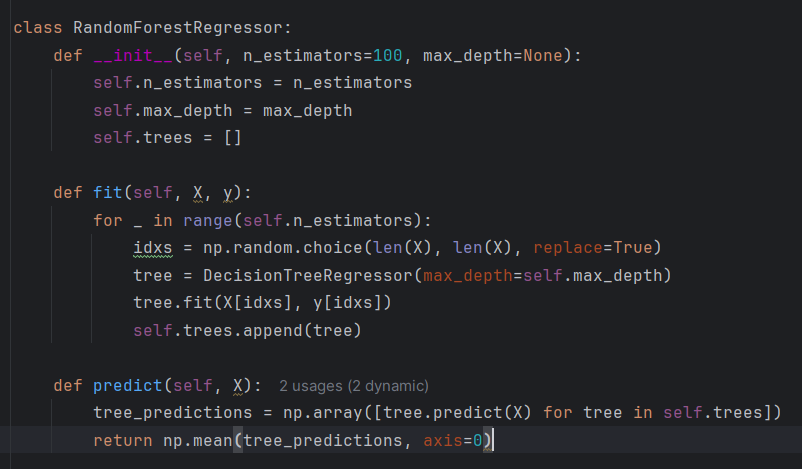 class RandomForestRegressor:
    def __init__(self, n_estimators=100, max_depth=None):
        self.n_estimators = n_estimators
        self.max_depth = max_depth
        self.trees = []
    def fit(self, X, y):
        for _ in range(self.n_estimators):
            idxs = np.random.choice(len(X), len(X), replace=True)
            tree = DecisionTreeRegressor(max_depth=self.max_depth)
            tree.fit(X[idxs], y[idxs])
            self.trees.append(tree)
    def predict(self, X): 2 usages (2 dynamic)
        tree_predictions = np.array([tree.predict(X) for tree in self.trees])
        return np.mean(tree_predictions, axis=0)